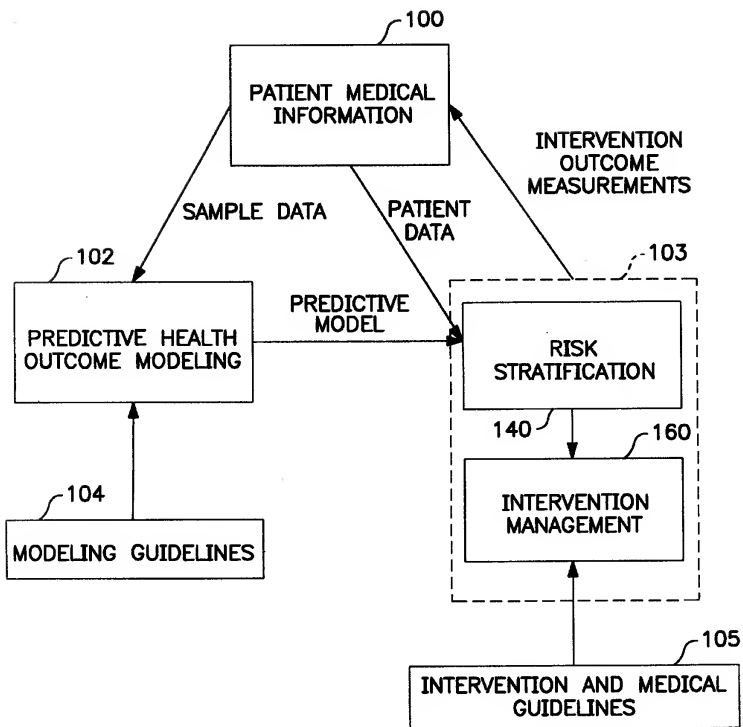 100
PATIENT MEDICAL
INFORMATION
INTERVENTION
OUTCOME
MEASUREMENTS
SAMPLE DATA
PATIENT
DATA
102
103
PREDICTIVE HEALTH
OUTCOME MODELING
PREDICTIVE
MODEL
RISK
STRATIFICATION
140
160
INTERVENTION
MANAGEMENT
104
MODELING GUIDELINES
105
INTERVENTION AND MEDICAL
GUIDELINES